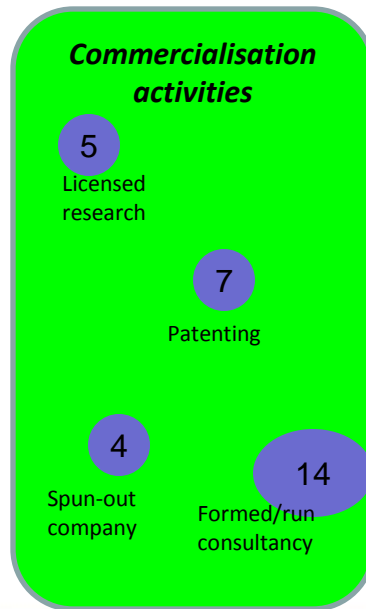 Commercialisation
activities
5
Licensed
research
7
Patenting
4
Spun-out
company
14
Formed/run
consultancy